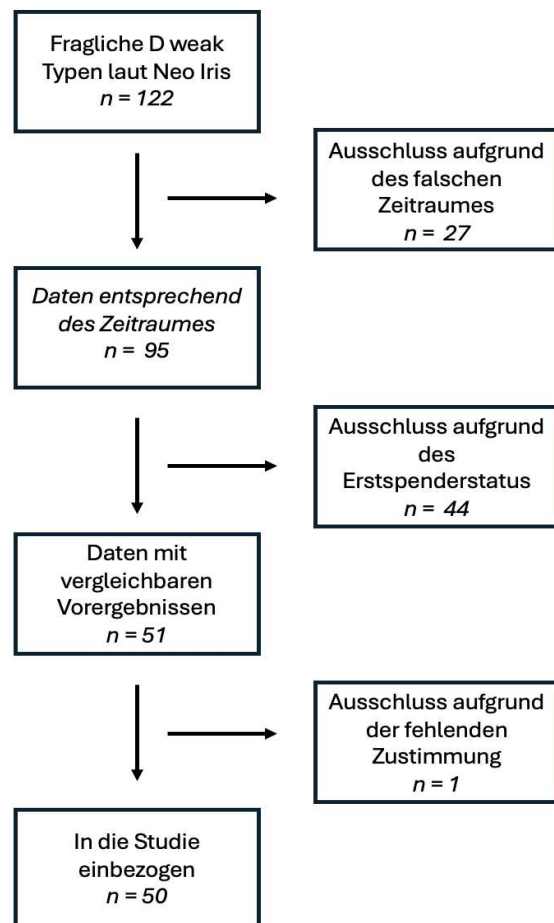 Fragliche D weak
Typen laut Neo Iris
n = 122
Ausschluss aufgrund
des falschen
Zeitraumes
n = 27
Daten entsprechend
des Zeitraumes
n = 95
Ausschluss aufgrund
des
Erstspenderstatus
n = 44
Daten mit
vergleichbaren
Vorergebnissen
n = 51
Ausschluss aufgrund
der fehlenden
Zustimmung
n = 1
In die Studie
einbezogen
n = 50